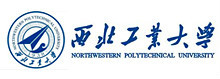 西北工业大学
NORTHWESTERN POLYTECHNICAL UNIVERSITY